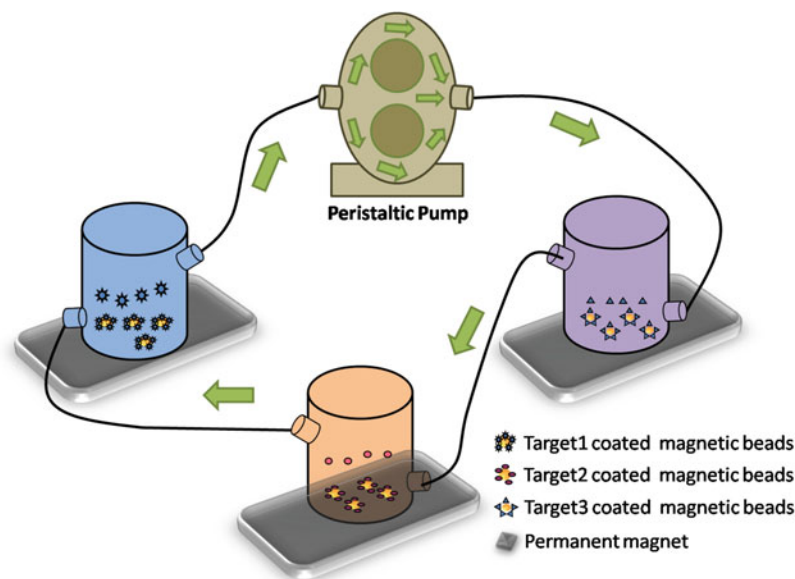 Peristaltic Pump
Target1 coated magnetic beads
Target2 coated magnetic beads
Target3 coated magnetic beads
Permanent magnet